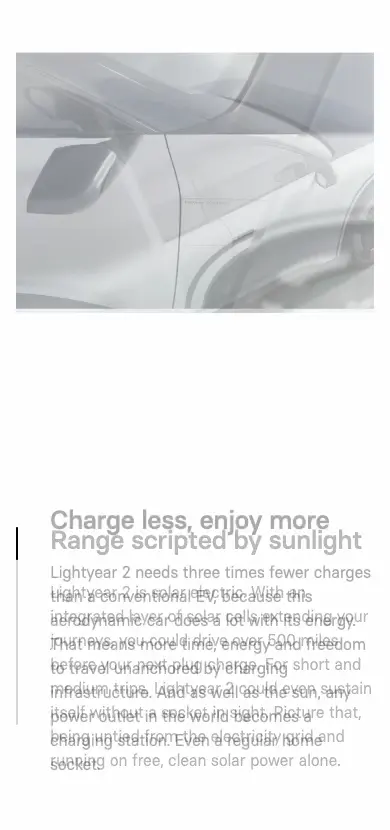 Charge less, enjoy more
Range scripted by sunlight
Lightyear 2 needs three times fewer charges
Lightyear 2 is solar electric. With an
than a conventional EV, because this
integrated layer of solar cells extending your
aerodynamic car does a lot with its energy.
journeys, you could drive over 500 miles
That means more time, energy and freedom
before your next plug charge. For short and
to travel unanchored by charging
medium trips, Lightyear 2 could even sustain
infrastructure. And as well as the sun, any
itself without a socket in sight. Picture that,
power outlet in the world becomes a
being untied from the electricity grid and
charging station. Even a regular home
running on free, clean solar power alone.
socket.